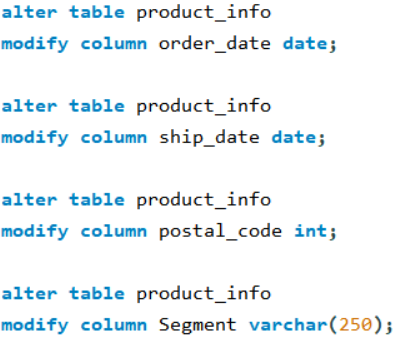 alter table product_info
modify column order_date date;
alter table product_info
modify column ship_date date;
alter table product_info
modify column postal_code int;
alter table product_info
modify column Segment varchar(250);